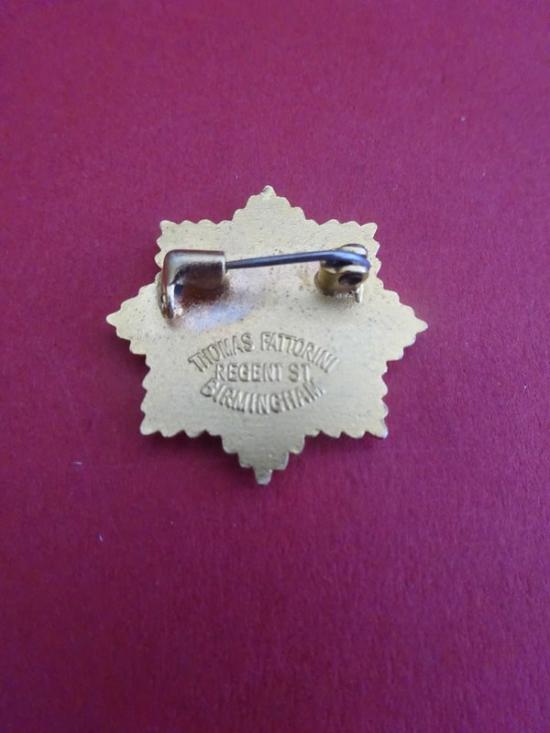 THOMAS FATTORINI
REGENT ST.
BIRMINGHAM